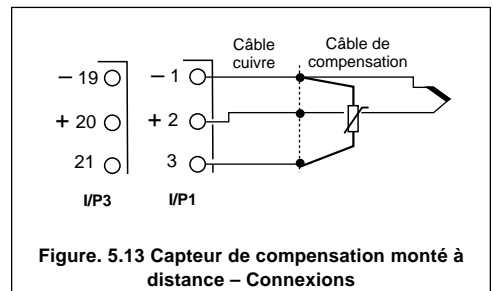 Câble cuivre
Câble de compensation
− 19
− 1
+ 20
+ 2
21
3
I/P3
I/P1
Figure. 5.13 Capteur de compensation monté à
distance – Connexions